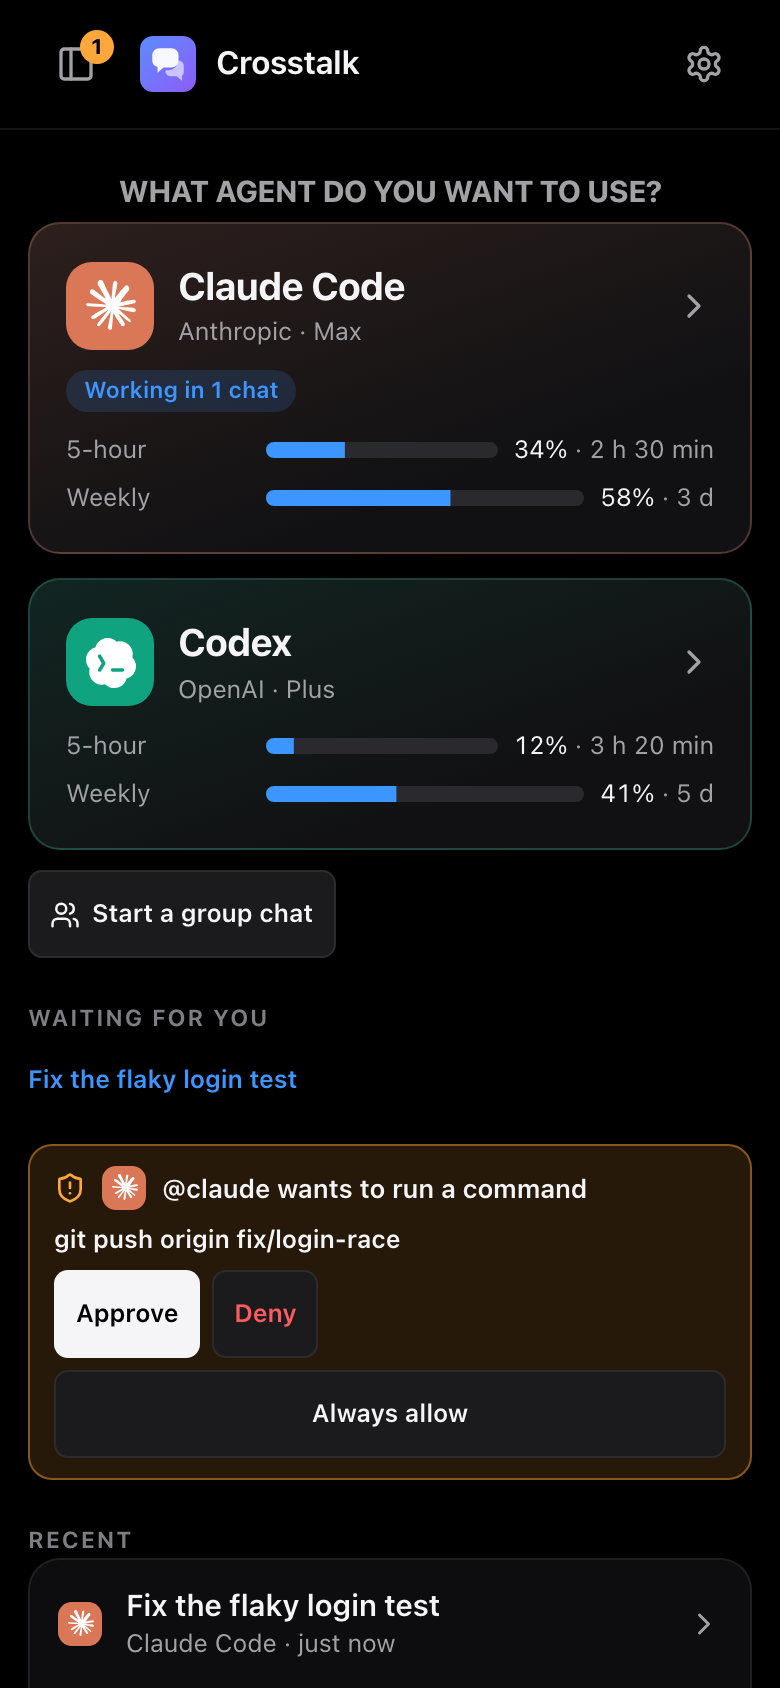 1
Crosstalk
WHAT AGENT DO YOU WANT TO USE?
Claude Code
Anthropic · Max
Working in 1 chat
5-hour 34% · 2 h 30 min
Weekly 58% · 3 d
Codex
OpenAI · Plus
5-hour 12% · 3 h 20 min
Weekly 41% · 5 d
Start a group chat
WAITING FOR YOU
Fix the flaky login test
@claude wants to run a command
git push origin fix/login-race
Approve Deny
Always allow
RECENT
Fix the flaky login test
Claude Code · just now